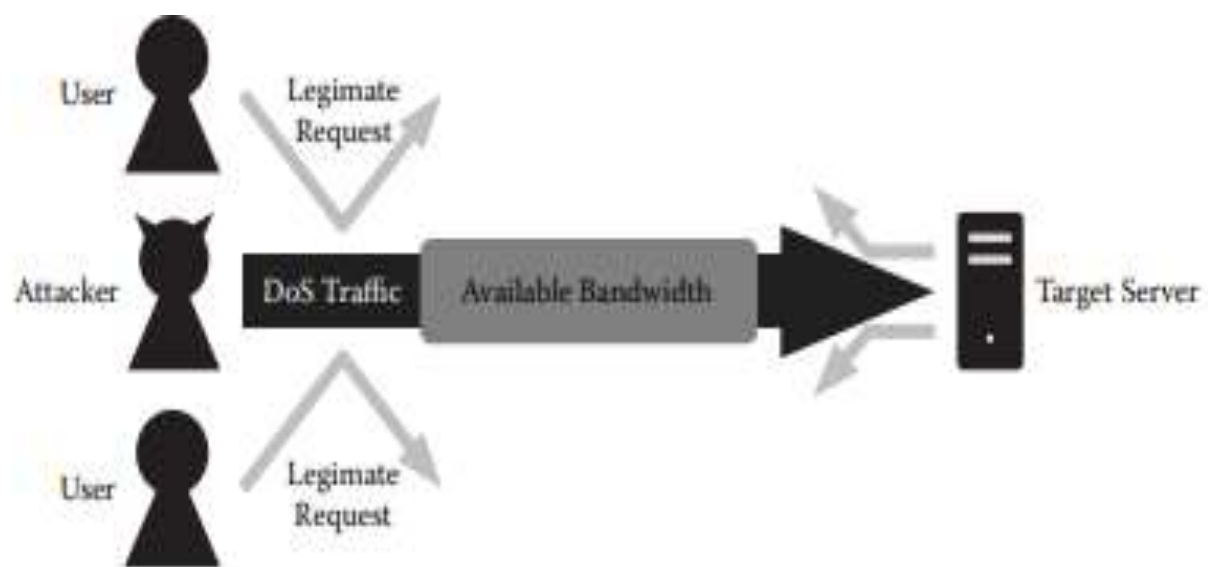 User
Legimate
Request
Attacker
DoS Traffic
Available Bandwidth
Target Server
User
Legimate
Request